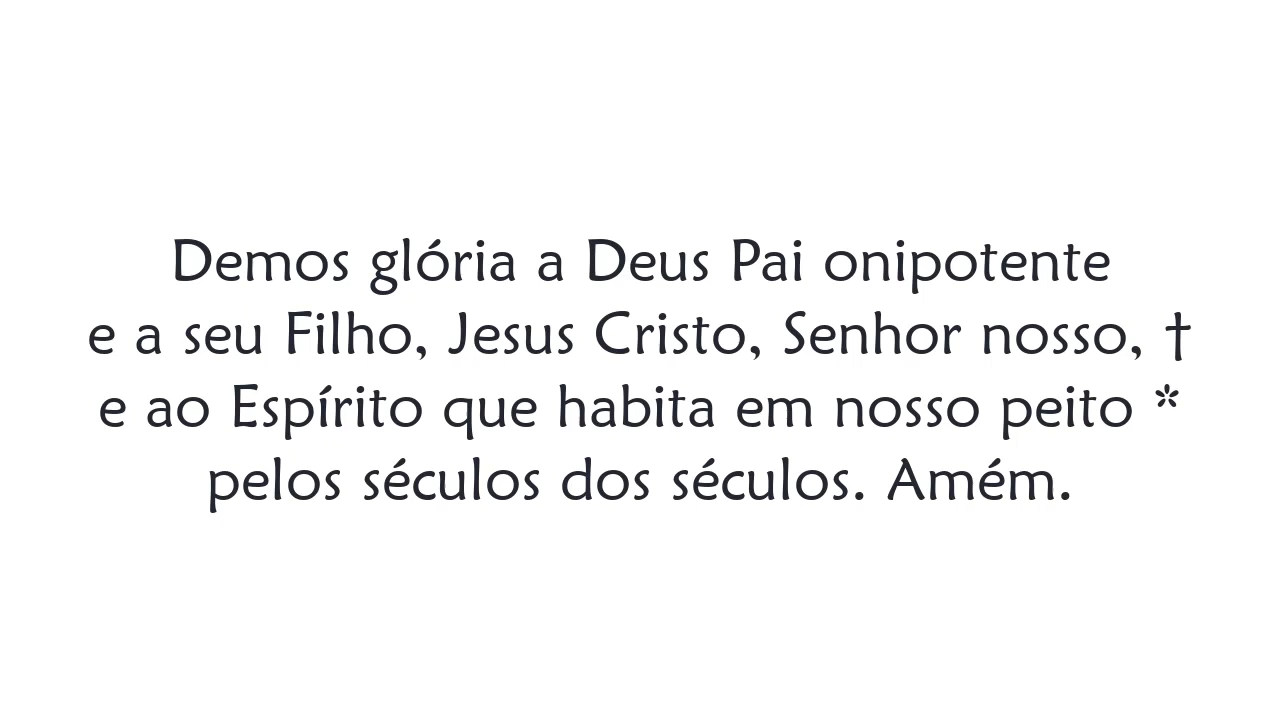 Demos glória a Deus Pai onipotente
e a seu Filho, Jesus Cristo, Senhor nosso, †
e ao Espírito que habita em nosso peito *
pelos séculos dos séculos. Amém.